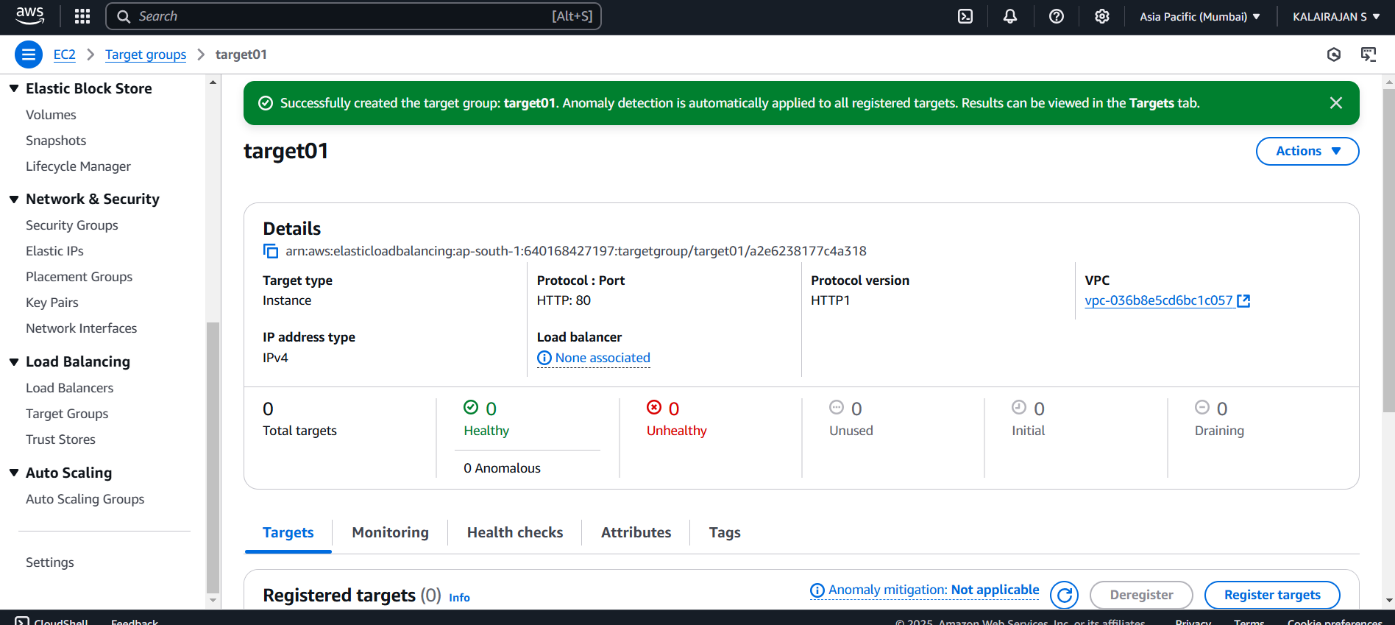 aws
Search [Alt+S]
Asia Pacific (Mumbai) KALAIRAJAN S
EC2 Target groups target01
Elastic Block Store
Volumes
Snapshots
Lifecycle Manager
Network & Security
Security Groups
Elastic IPs
Placement Groups
Key Pairs
Network Interfaces
Load Balancing
Load Balancers
Target Groups
Trust Stores
Auto Scaling
Auto Scaling Groups
Settings
Successfully created the target group: target01. Anomaly detection is automatically applied to all registered targets. Results can be viewed in the Targets tab.
target01
Actions
Details
arn:aws:elasticloadbalancing:ap-south-1:640168427197:targetgroup/target01/a2e6238177c4a318
Target type
Instance
Protocol : Port
HTTP: 80
Protocol version
HTTP1
VPC
vpc-036b8e5cd6bc1c057
IP address type
IPv4
Load balancer
None associated
0
Total targets
0
Healthy
0 Anomalous
0
Unhealthy
0
Unused
0
Initial
0
Draining
Targets Monitoring Health checks Attributes Tags
Registered targets (0) Info
Anomaly mitigation: Not applicable
Deregister
Register targets
CloudShell Feedback
© 2025, Amazon Web Services, Inc. or its affiliates. Privacy Terms Cookie preferences